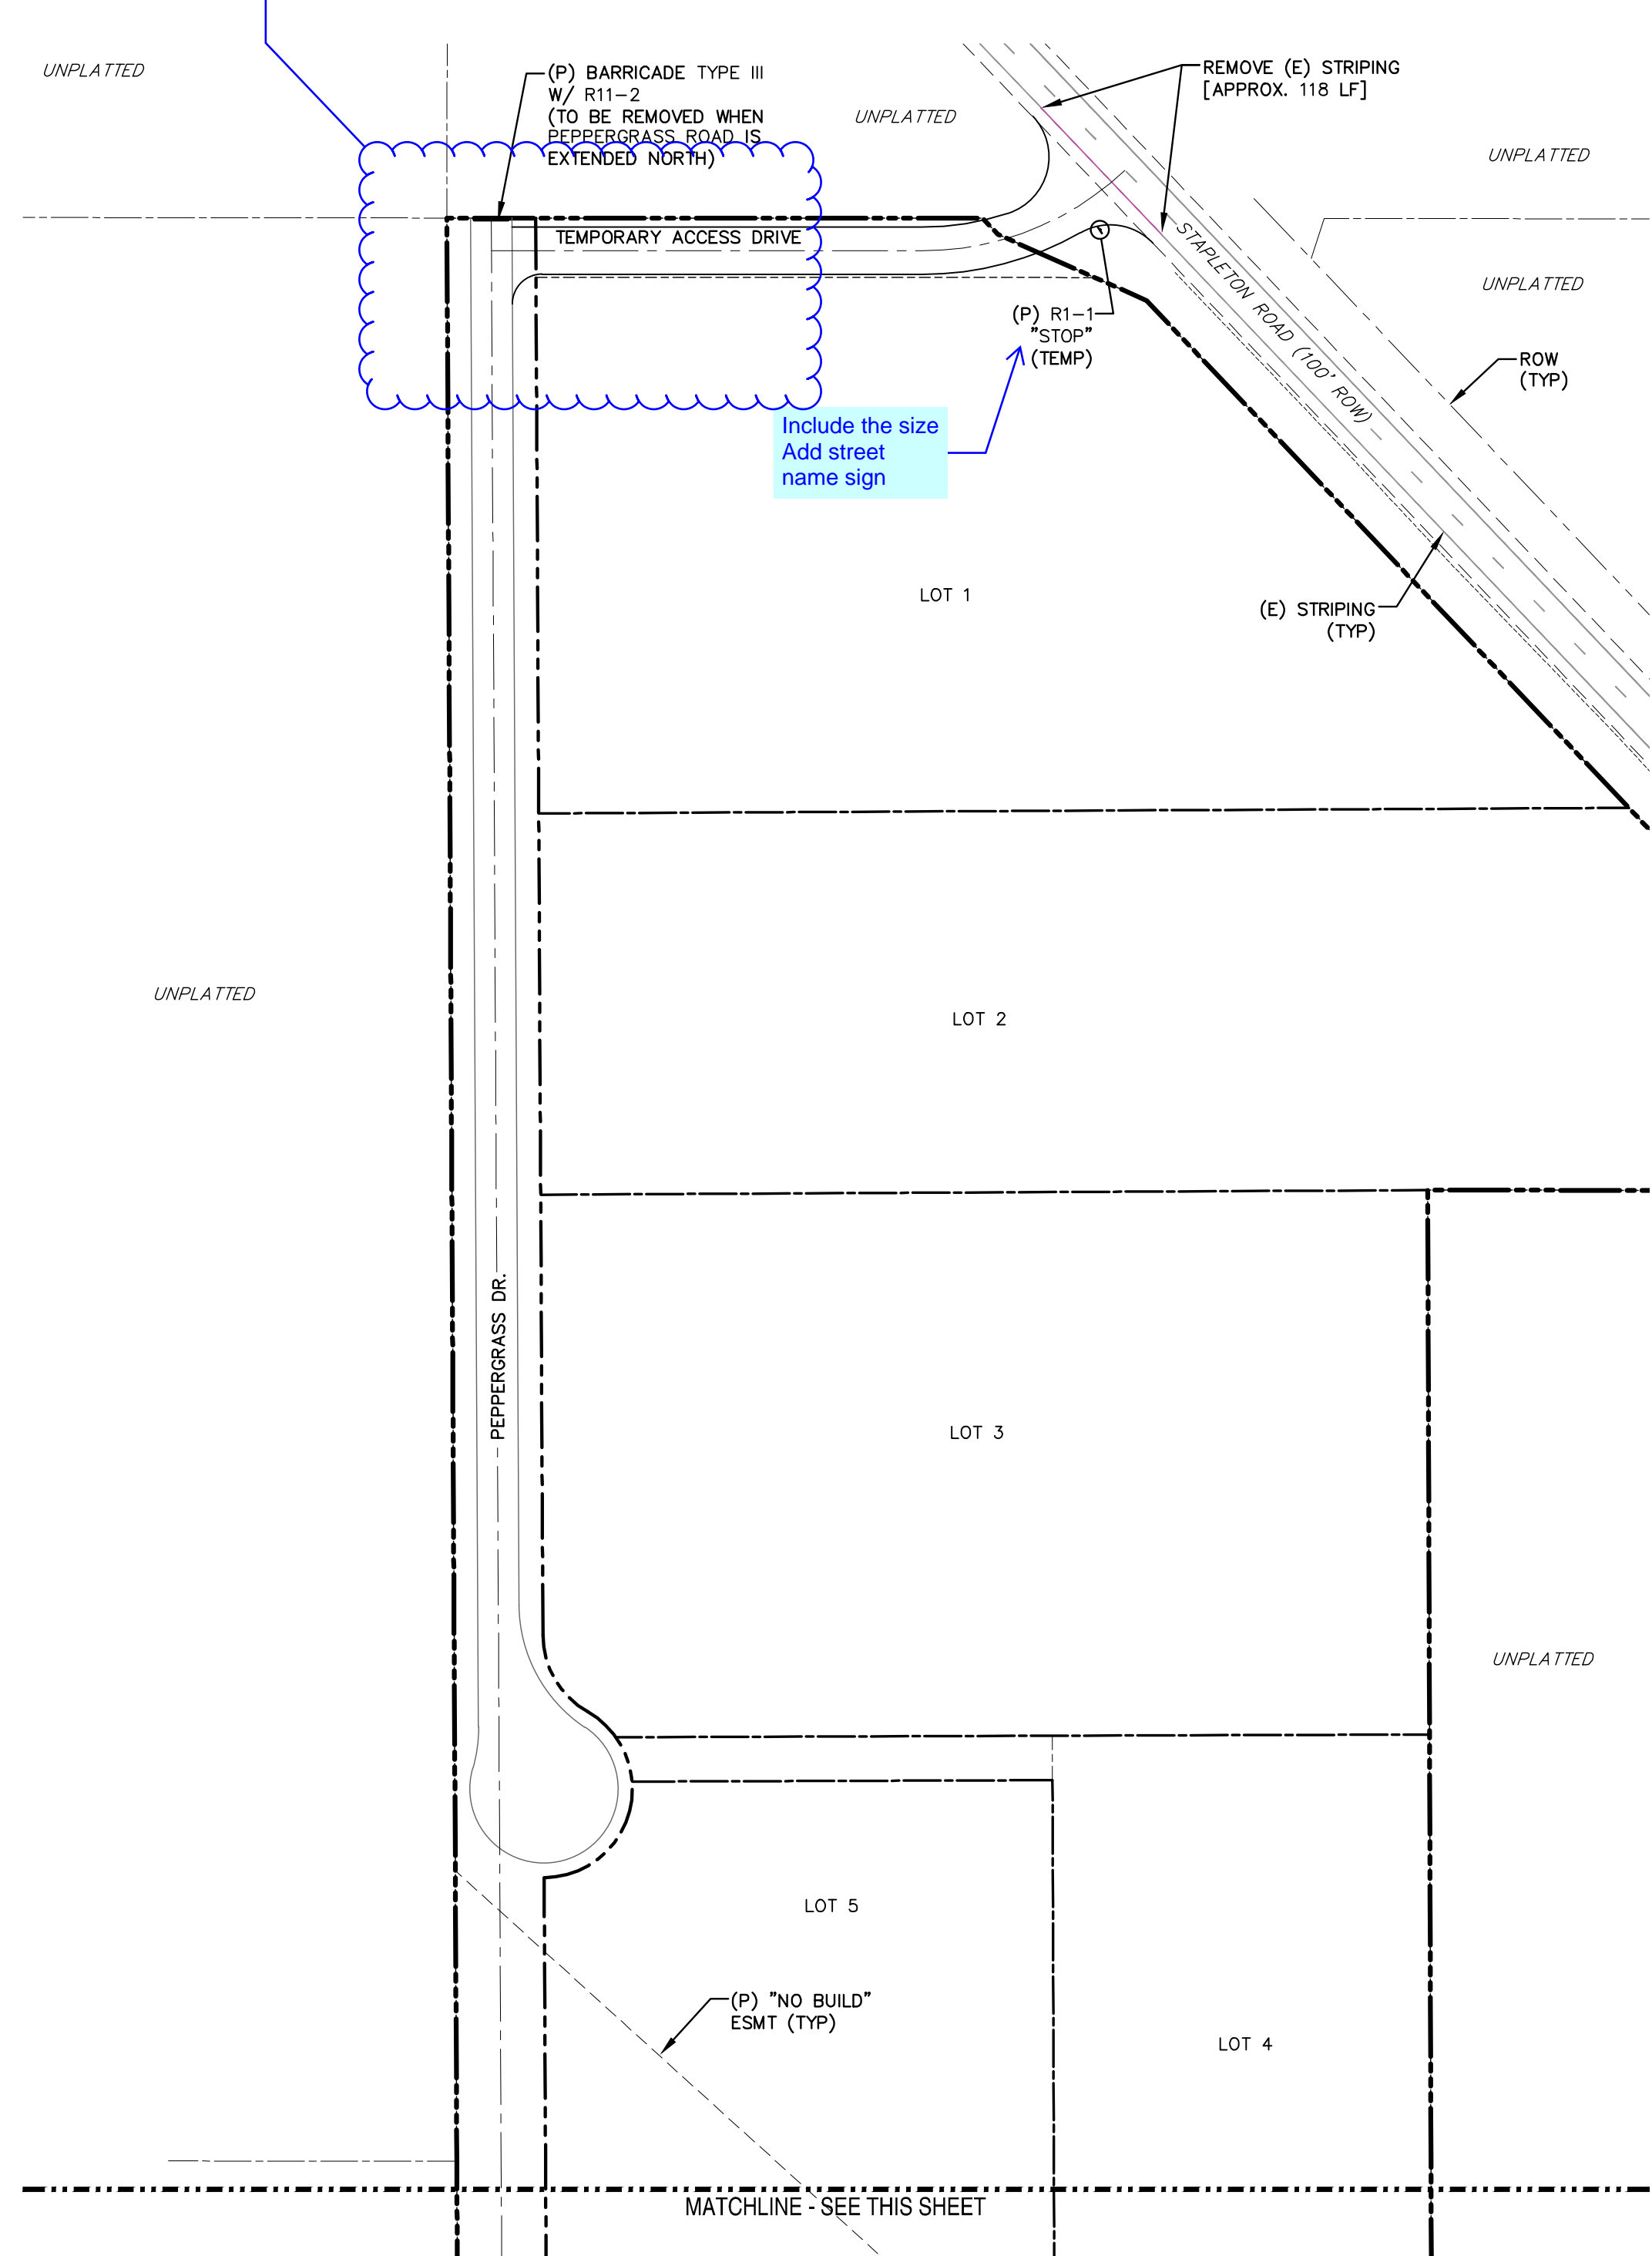 UNPLATTED
(P) BARRICADE TYPE III
W/ R11-2
(TO BE REMOVED WHEN
PEPPERGRASS ROAD IS
EXTENDED NORTH)
UNPLATTED
REMOVE (E) STRIPING
[APPROX. 118 LF]
UNPLATTED
TEMPORARY ACCESS DRIVE
STAPLETON ROAD (100' ROW)
UNPLATTED
(P) R1-1
"STOP"
(TEMP)
ROW
(TYP)
Include the size
Add street
name sign
LOT 1
(E) STRIPING
(TYP)
UNPLATTED
LOT 2
PEPPERGRASS DR.
LOT 3
UNPLATTED
LOT 5
(P) "NO BUILD"
ESMT (TYP)
LOT 4
MATCHLINE - SEE THIS SHEET